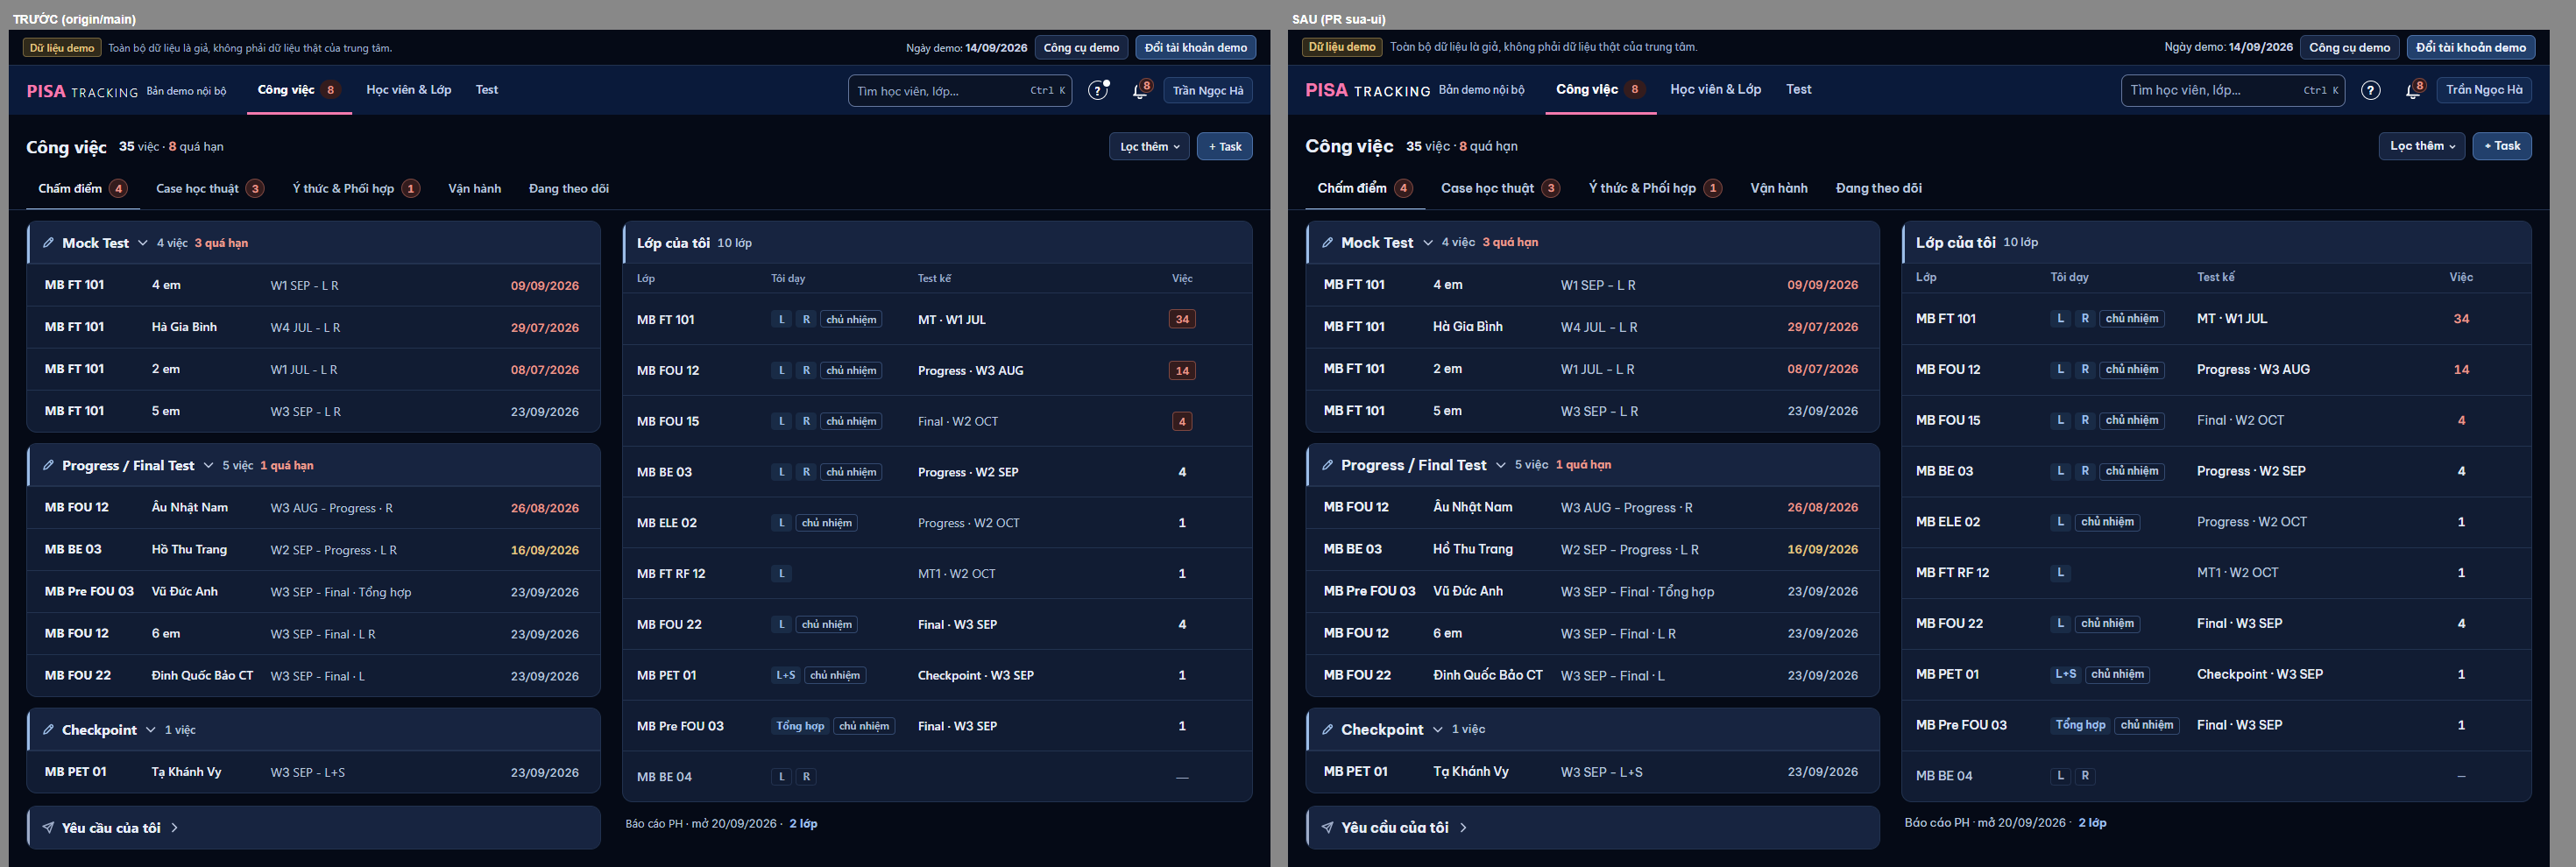 TRƯỚC (origin/main)
Dữ liệu demo Toàn bộ dữ liệu là giả, không phải dữ liệu thật của trung tâm. Ngày demo: 14/09/2026 Công cụ demo Đổi tài khoản demo
PISA TRACKING Bản demo nội bộ Công việc 8 Học viên & Lớp Test Tìm học viên, lớp... Ctrl K ? 8 Trần Ngọc Hà
Công việc 35 việc · 8 quá hạn Lọc thêm + Task
Chấm điểm 4 Case học thuật 3 Ý thức & Phối hợp 1 Vận hành Đang theo dõi
Mock Test 4 việc 3 quá hạn
MB FT 101 4 em W1 SEP - L R 09/09/2026
MB FT 101 Hà Gia Bình W4 JUL - L R 29/07/2026
MB FT 101 2 em W1 JUL - L R 08/07/2026
MB FT 101 5 em W3 SEP - L R 23/09/2026
Progress / Final Test 5 việc 1 quá hạn
MB FOU 12 Âu Nhật Nam W3 AUG - Progress · R 26/08/2026
MB BE 03 Hồ Thu Trang W2 SEP - Progress · L R 16/09/2026
MB Pre FOU 03 Vũ Đức Anh W3 SEP - Final · Tổng hợp 23/09/2026
MB FOU 12 6 em W3 SEP - Final · L R 23/09/2026
MB FOU 22 Đinh Quốc Bảo CT W3 SEP - Final · L 23/09/2026
Checkpoint 1 việc
MB PET 01 Tạ Khánh Vy W3 SEP - L+S 23/09/2026
Yêu cầu của tôi
Lớp của tôi 10 lớp
Lớp Tôi dạy Test kế Việc
MB FT 101 L R chủ nhiệm MT · W1 JUL 34
MB FOU 12 L R chủ nhiệm Progress · W3 AUG 14
MB FOU 15 L R chủ nhiệm Final · W2 OCT 4
MB BE 03 L R chủ nhiệm Progress · W2 SEP 4
MB ELE 02 L chủ nhiệm Progress · W2 OCT 1
MB FT RF 12 L MT1 · W2 OCT 1
MB FOU 22 L chủ nhiệm Final · W3 SEP 4
MB PET 01 L+S chủ nhiệm Checkpoint · W3 SEP 1
MB Pre FOU 03 Tổng hợp chủ nhiệm Final · W3 SEP 1
MB BE 04 L R —
Báo cáo PH · mở 20/09/2026 · 2 lớp
SAU (PR sua-ui)
Dữ liệu demo Toàn bộ dữ liệu là giả, không phải dữ liệu thật của trung tâm. Ngày demo: 14/09/2026 Công cụ demo Đổi tài khoản demo
PISA TRACKING Bản demo nội bộ Công việc 8 Học viên & Lớp Test Tìm học viên, lớp... Ctrl K ? 8 Trần Ngọc Hà
Công việc 35 việc · 8 quá hạn Lọc thêm + Task
Chấm điểm 4 Case học thuật 3 Ý thức & Phối hợp 1 Vận hành Đang theo dõi
Mock Test 4 việc 3 quá hạn
MB FT 101 4 em W1 SEP - L R 09/09/2026
MB FT 101 Hà Gia Bình W4 JUL - L R 29/07/2026
MB FT 101 2 em W1 JUL - L R 08/07/2026
MB FT 101 5 em W3 SEP - L R 23/09/2026
Progress / Final Test 5 việc 1 quá hạn
MB FOU 12 Âu Nhật Nam W3 AUG - Progress · R 26/08/2026
MB BE 03 Hồ Thu Trang W2 SEP - Progress · L R 16/09/2026
MB Pre FOU 03 Vũ Đức Anh W3 SEP - Final · Tổng hợp 23/09/2026
MB FOU 12 6 em W3 SEP - Final · L R 23/09/2026
MB FOU 22 Đinh Quốc Bảo CT W3 SEP - Final · L 23/09/2026
Checkpoint 1 việc
MB PET 01 Tạ Khánh Vy W3 SEP - L+S 23/09/2026
Yêu cầu của tôi
Lớp của tôi 10 lớp
Lớp Tôi dạy Test kế Việc
MB FT 101 L R chủ nhiệm MT · W1 JUL 34
MB FOU 12 L R chủ nhiệm Progress · W3 AUG 14
MB FOU 15 L R chủ nhiệm Final · W2 OCT 4
MB BE 03 L R chủ nhiệm Progress · W2 SEP 4
MB ELE 02 L chủ nhiệm Progress · W2 OCT 1
MB FT RF 12 L MT1 · W2 OCT 1
MB FOU 22 L chủ nhiệm Final · W3 SEP 4
MB PET 01 L+S chủ nhiệm Checkpoint · W3 SEP 1
MB Pre FOU 03 Tổng hợp chủ nhiệm Final · W3 SEP 1
MB BE 04 L R —
Báo cáo PH · mở 20/09/2026 · 2 lớp